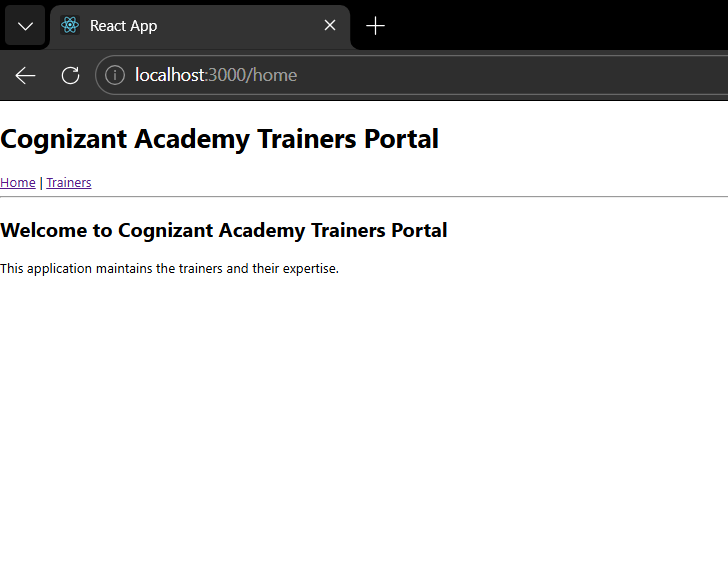 React App
localhost:3000/home
Cognizant Academy Trainers Portal
Home | Trainers
Welcome to Cognizant Academy Trainers Portal
This application maintains the trainers and their expertise.